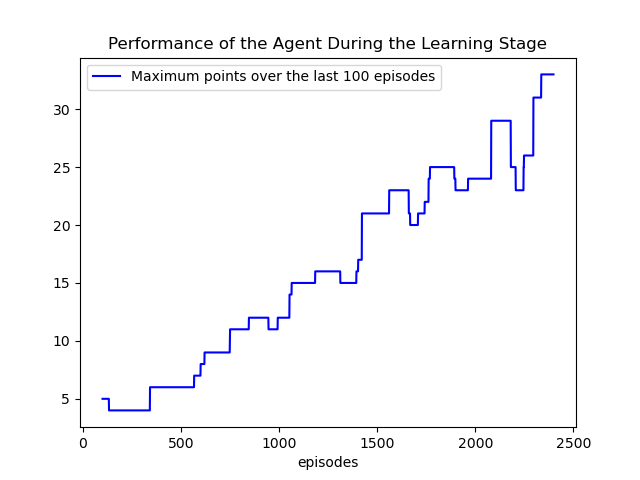 Performance of the Agent During the Learning Stage
Maximum points over the last 100 episodes
30
25
20
15
10
5
0 500 1000 1500 2000 2500
episodes